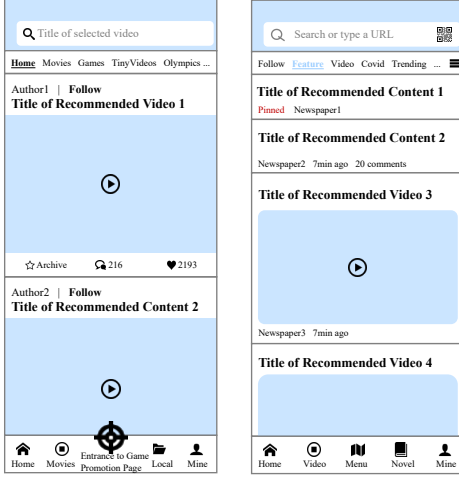 Title of selected video
Home Movies Games TinyVideos Olympics ...
Author1 | Follow
Title of Recommended Video 1
Archive 216 2193
Author2 | Follow
Title of Recommended Content 2
Home Movies Entrance to Game Promotion Page Local Mine
Search or type a URL
Follow Feature Video Covid Trending ...
Title of Recommended Content 1
Pinned Newspaper1
Title of Recommended Content 2
Newspaper2 7min ago 20 comments
Title of Recommended Video 3
Newspaper3 7min ago
Title of Recommended Video 4
Home Video Menu Novel Mine